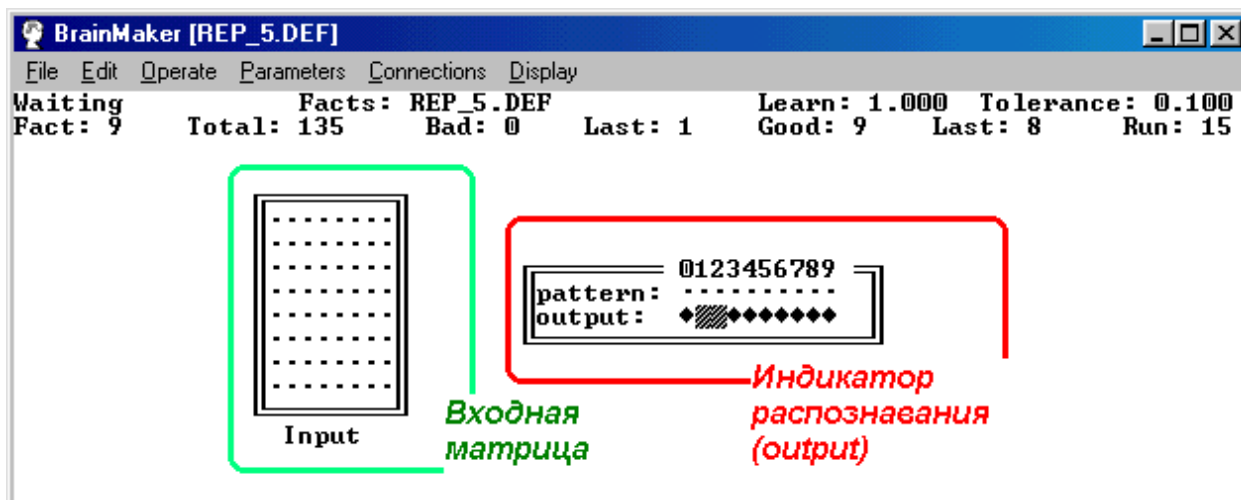 BrainMaker [REP_5.DEF]
File Edit Operate Parameters Connections Display
Waiting Facts: REP_5.DEF Learn: 1.000 Tolerance: 0.100
Fact: 9 Total: 135 Bad: 0 Last: 1 Good: 9 Last: 8 Run: 15
0123456789
pattern: ----------
output: ◆▨▨◆◆◆◆◆◆◆
Input
Входная
матрица
Индикатор
распознавания
(output)